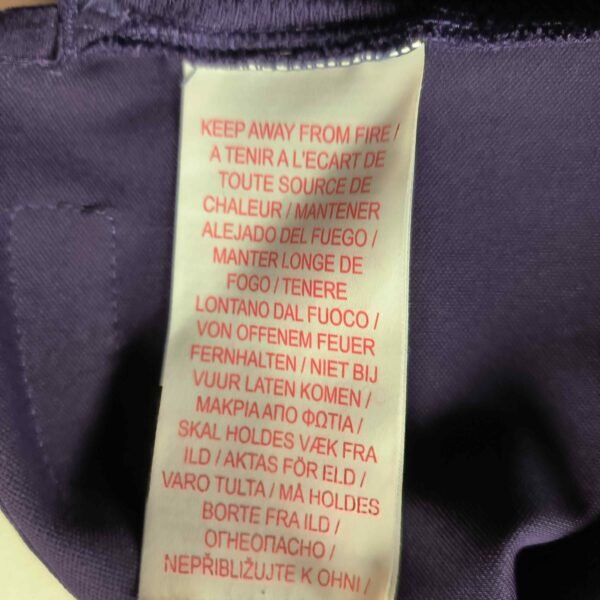 KEEP AWAY FROM FIRE /
A TENIR A L'ECART DE
TOUTE SOURCE DE
CHALEUR / MANTENER
ALEJADO DEL FUEGO /
MANTER LONGE DE
FOGO / TENERE
LONTANO DAL FUOCO /
VON OFFENEM FEUER
FERNHALTEN / NIET BIJ
VUUR LATEN KOMEN /
ΜΑΚΡΙΑ ΑΠΟ ΦΩΤΙΑ /
SKAL HOLDES VÆK FRA
ILD / AKTAS FÖR ELD /
VARO TULTA / MÅ HOLDES
BORTE FRA ILD /
ОГНЕОПАСНО /
NEPŘIBLIŽUJTE K OHNI /